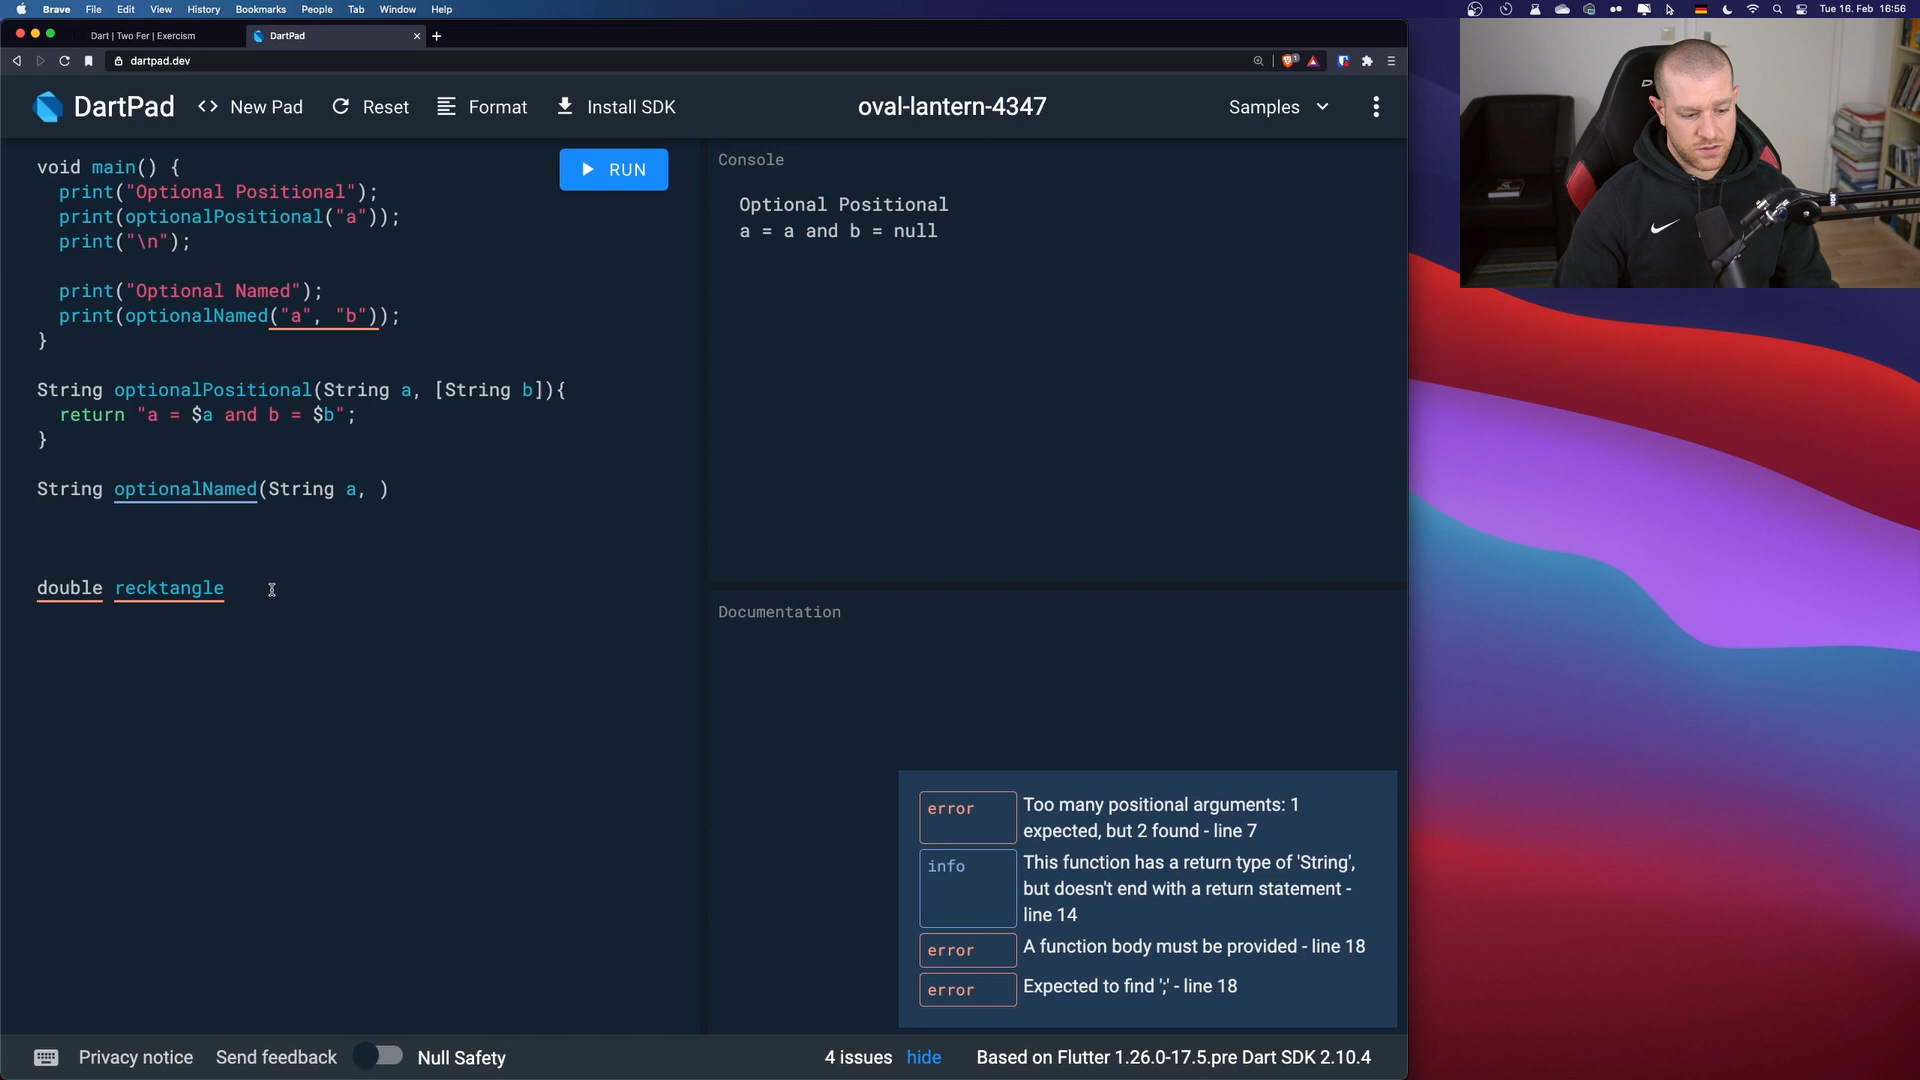 Brave File Edit View History Bookmarks People Tab Window Help
Tue 16. Feb 16:56
Dart | Two Fer | Exercism
DartPad
dartpad.dev
DartPad
<> New Pad
Reset
Format
Install SDK
oval-lantern-4347
Samples
void main() {
print("Optional Positional");
print(optionalPositional("a"));
print("\n");
print("Optional Named");
print(optionalNamed("a", "b"));
}
String optionalPositional(String a, [String b]){
return "a = $a and b = $b";
}
String optionalNamed(String a, )
double recktangle
RUN
Console
Optional Positional
a = a and b = null
Documentation
error Too many positional arguments: 1
expected, but 2 found - line 7
info This function has a return type of 'String',
but doesn't end with a return statement -
line 14
error A function body must be provided - line 18
error Expected to find ';' - line 18
Privacy notice Send feedback Null Safety
4 issues hide Based on Flutter 1.26.0-17.5.pre Dart SDK 2.10.4